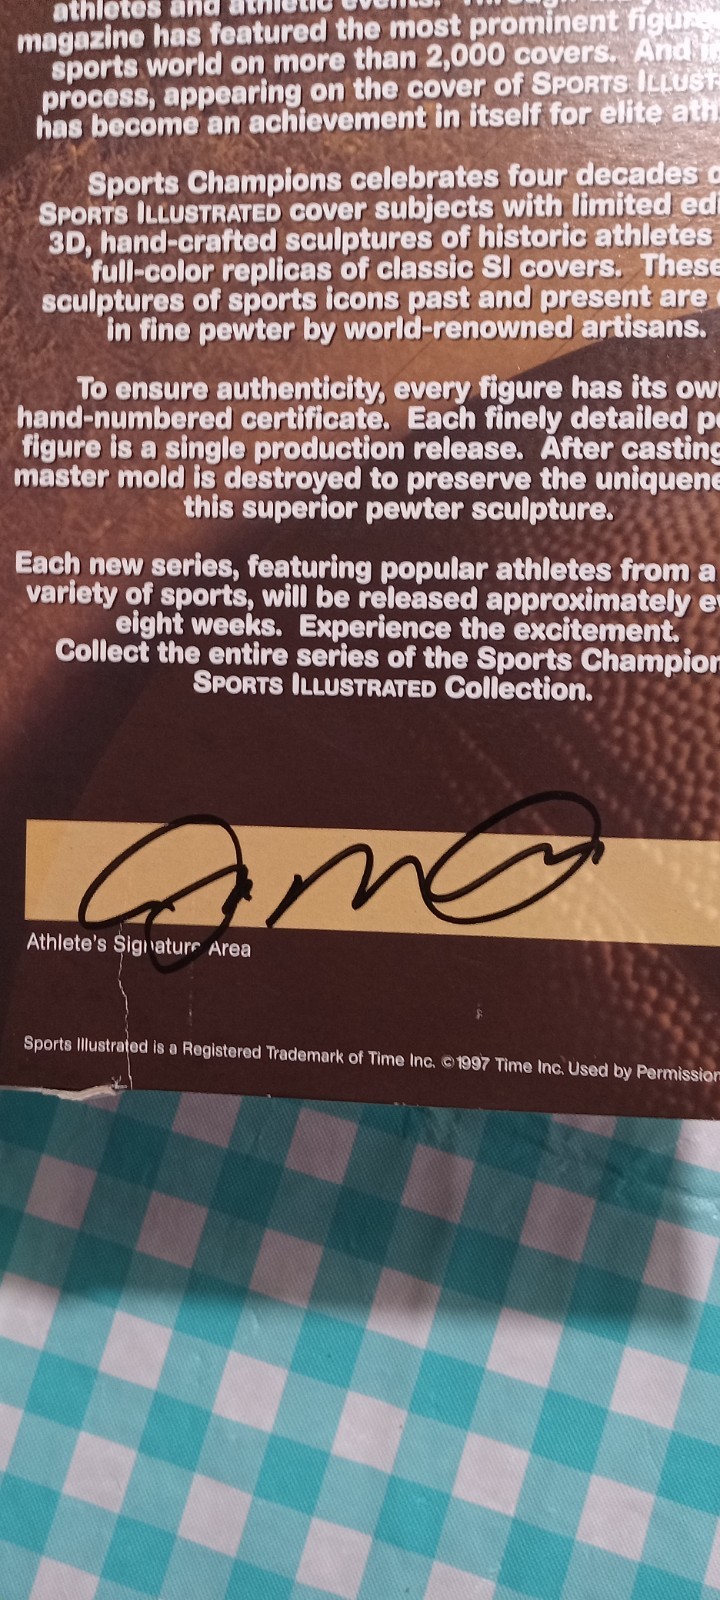 athletes and athletic events.
magazine has featured the most prominent figur
sports world on more than 2,000 covers. And i
process, appearing on the cover of SPORTS ILLUST
has become an achievement in itself for elite ath
Sports Champions celebrates four decades o
SPORTS ILLUSTRATED cover subjects with limited edi
3D, hand-crafted sculptures of historic athletes
full-color replicas of classic SI covers. These
sculptures of sports icons past and present are
in fine pewter by world-renowned artisans.
To ensure authenticity, every figure has its ow
hand-numbered certificate. Each finely detailed p
figure is a single production release. After casting
master mold is destroyed to preserve the uniquene
this superior pewter sculpture.
Each new series, featuring popular athletes from a
variety of sports, will be released approximately e
eight weeks. Experience the excitement.
Collect the entire series of the Sports Champion
SPORTS ILLUSTRATED Collection.
Athlete's Signature Area
Sports Illustrated is a Registered Trademark of Time Inc. ©1997 Time Inc. Used by Permission